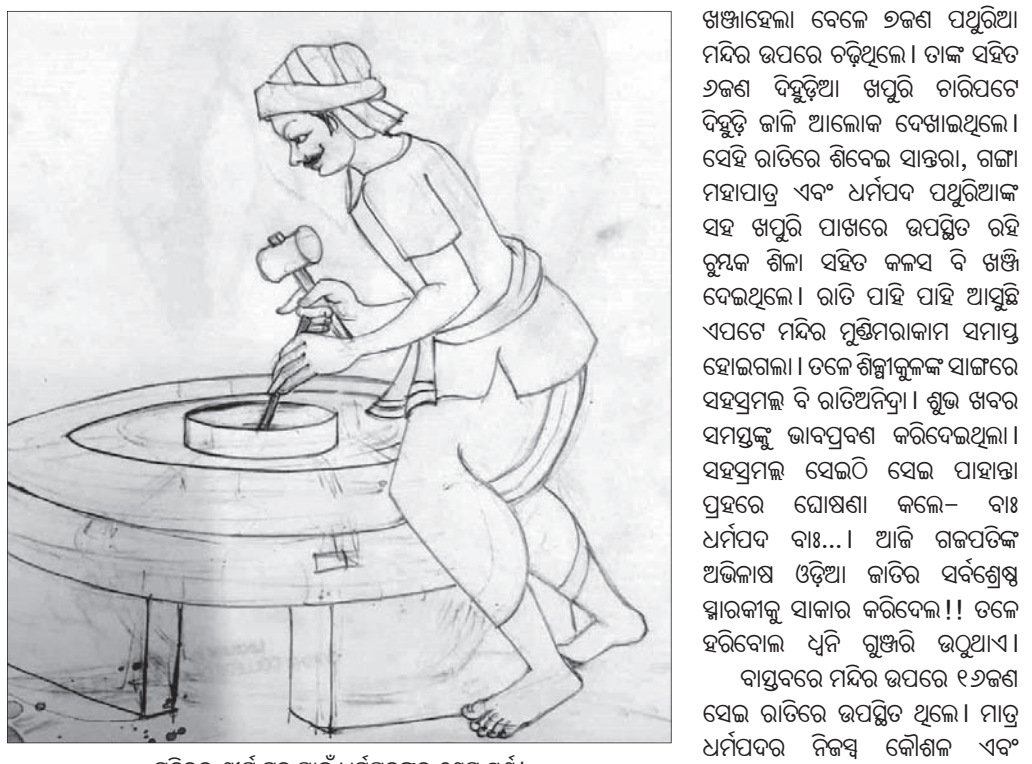 ଖଞ୍ଜାହେଲା ବେଳେ ୭ଜଣ ପଥୁରିଆ
ମନ୍ଦିର ଉପରେ ଚଢ଼ିଥିଲେ। ତାଙ୍କ ସହିତ
୬ଜଣ ଦିହୁଡ଼ିଆ ଖପୁରି ଚାରିପଟେ
ଦିହୁଡ଼ି ଜାଳି ଆଲୋକ ଦେଖାଇଥିଲେ।
ସେହି ରାତିରେ ଶିବେଇ ସାନ୍ତରା, ଗଙ୍ଗା
ମହାପାତ୍ର ଏବଂ ଧର୍ମପଦ ପଥୁରିଆଙ୍କ
ସହ ଖପୁରି ପାଖରେ ଉପସ୍ଥିତ ରହି
ଚୁମ୍ବକ ଶିଳା ସହିତ କଳସ ବି ଖଞ୍ଜି
ଦେଇଥିଲେ। ରାତି ପାହି ପାହି ଆସୁଛି
ଏପଟେ ମନ୍ଦିର ମୁଣ୍ଡିମରାକାମ ସମାପ୍ତ
ହୋଇଗଲା। ତଳେ ଶିଳ୍ପୀକୁଳଙ୍କ ସାଙ୍ଗରେ
ସହସ୍ରମଲ୍ଲ ବି ରାତିଅନିଦ୍ରା। ଶୁଭ ଖବର
ସମସ୍ତଙ୍କୁ ଭାବପ୍ରବଣ କରିଦେଇଥିଲା।
ସହସ୍ରମଲ୍ଲ ସେଇଠି ସେଇ ପାହାନ୍ତା
ପ୍ରହରେ ଘୋଷଣା କଲେ– ବାଃ
ଧର୍ମପଦ ବାଃ...। ଆଜି ଗଜପତିଙ୍କ
ଅଭିଳାଷ ଓଡ଼ିଆ ଜାତିର ସର୍ବଶ୍ରେଷ୍ଠ
ସ୍ମାରକୀକୁ ସାକାର କରିଦେଲ!! ତଳେ
ହରିବୋଲ ଧ୍ୱନି ଗୁଞ୍ଜରି ଉଠୁଥାଏ।
ବାସ୍ତବରେ ମନ୍ଦିର ଉପରେ ୧୬ଜଣ
ସେଇ ରାତିରେ ଉପସ୍ଥିତ ଥିଲେ। ମାତ୍ର
ଧର୍ମପଦର ନିଜସ୍ୱ କୌଶଳ ଏବଂ